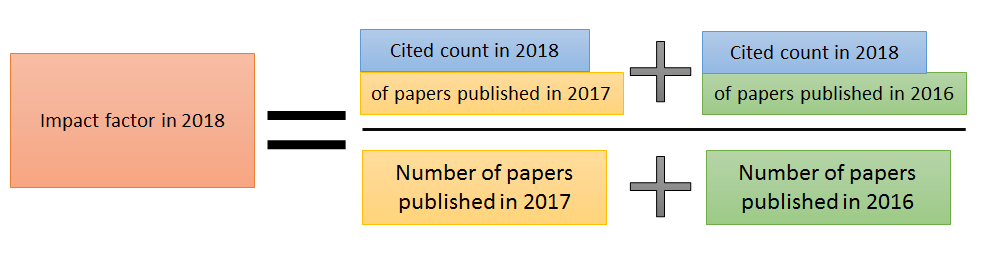 Impact factor in 2018
Cited count in 2018
of papers published in 2017
Cited count in 2018
of papers published in 2016
Number of papers
published in 2017
Number of papers
published in 2016